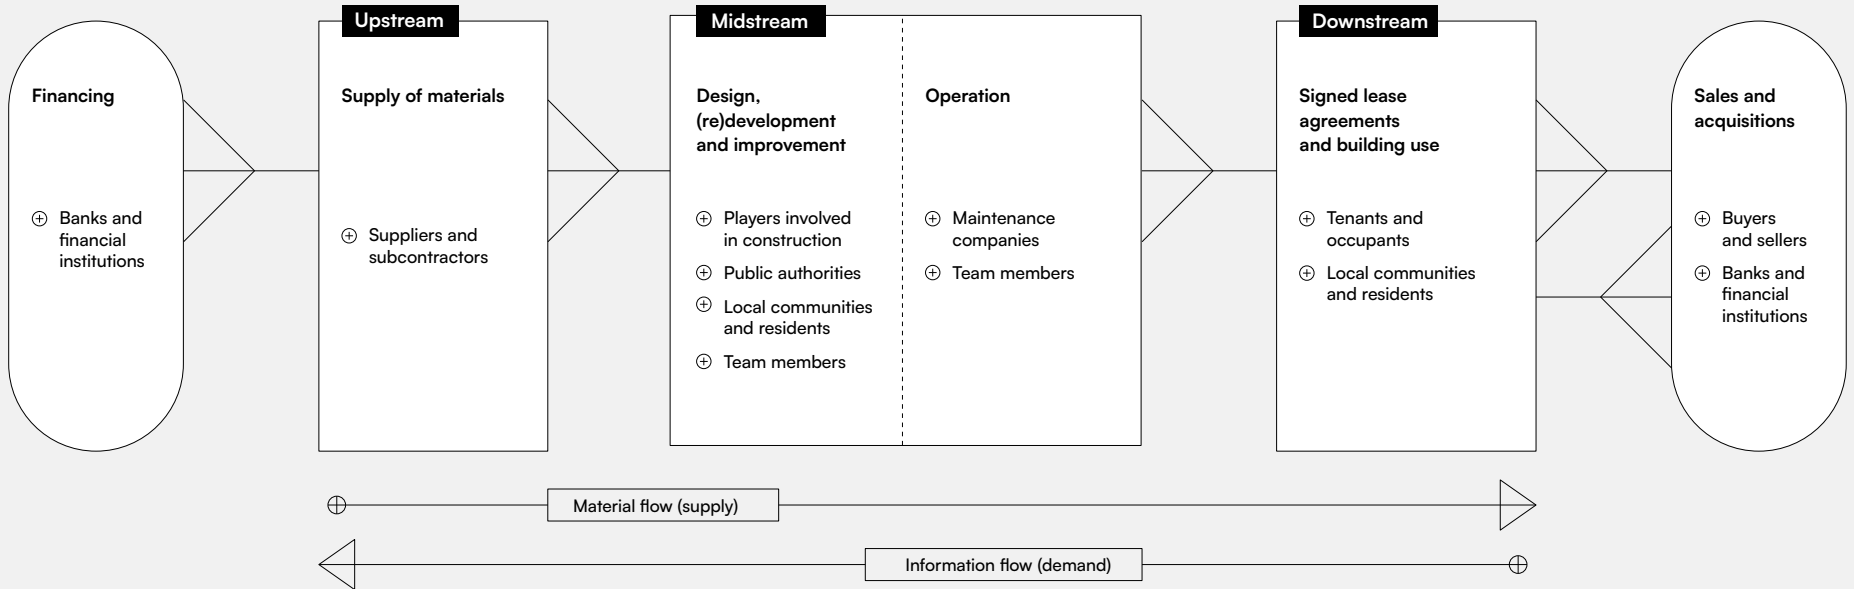 Financing
Banks and
financial
institutions
Upstream
Supply of materials
Suppliers and
subcontractors
Midstream
Design,
(re)development
and improvement
Players involved
in construction
Public authorities
Local communities
and residents
Team members
Operation
Maintenance
companies
Team members
Downstream
Signed lease
agreements
and building use
Tenants and
occupants
Local communities
and residents
Sales and
acquisitions
Buyers
and sellers
Banks and
financial
institutions
Material flow (supply)
Information flow (demand)